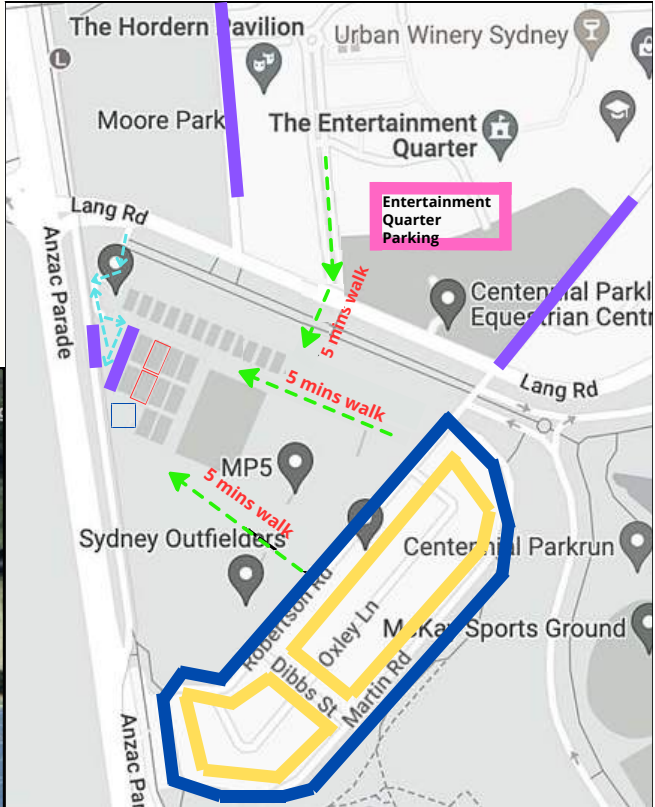 The Hordern Pavilion
Urban Winery Sydney
L
Moore Park
The Entertainment
Quarter
Entertainment
Quarter
Parking
Lang Rd
Anzac Parade
5 mins walk
Centennial Parkl
Equestrian Centr
5 mins walk
Lang Rd
MP5
5 mins walk
Sydney Outfielders
Centennial Parkrun
Robertson Rd
Oxley Ln
McKay Sports Ground
Dibbs St
Martin Rd
Anzac Par